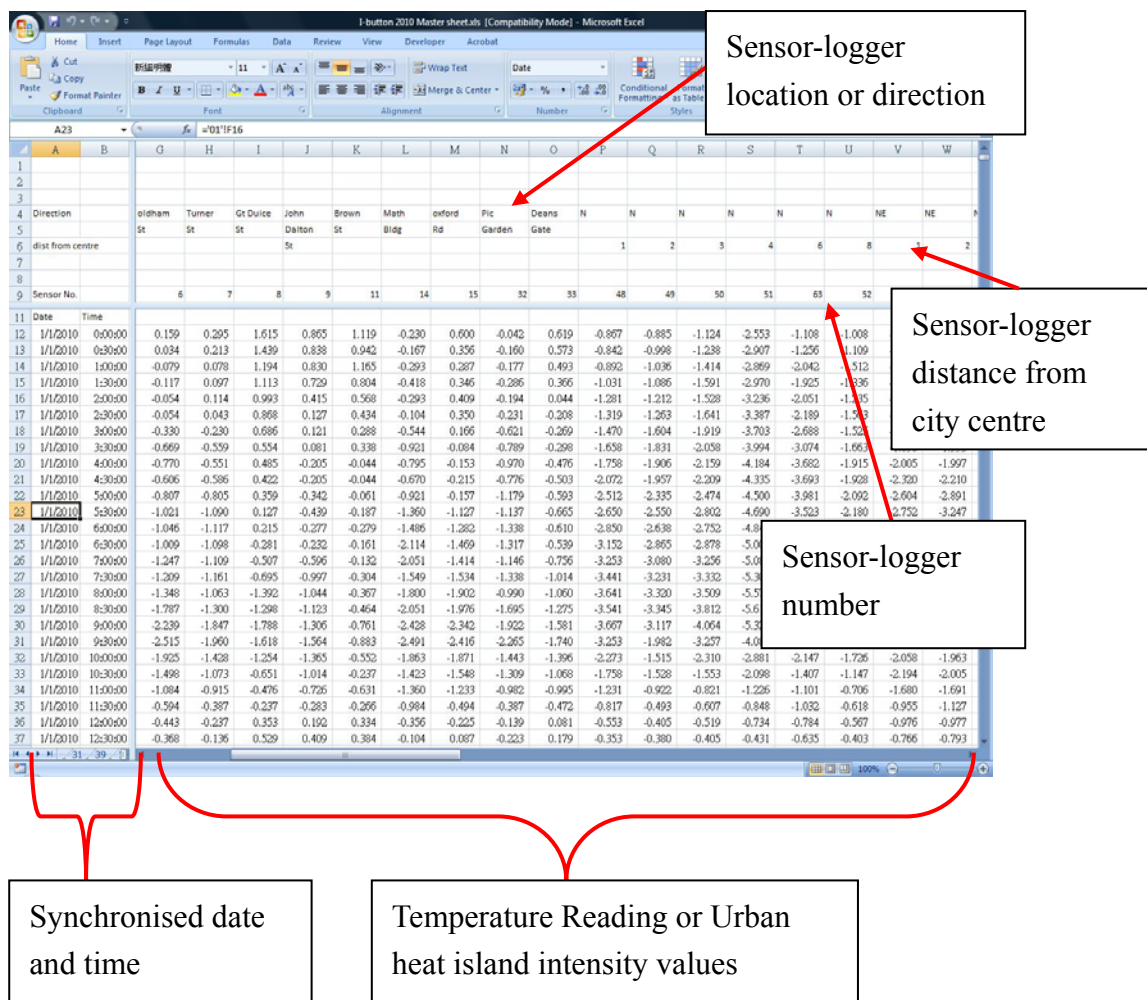 I-button 2010 Master sheet.xls [Compatibility Mode] - Microsoft Excel
Home Insert Page Layout Formulas Data Review View Developer Acrobat
Cut
Copy
Paste
Format Painter
Clipboard
新細明體 11
Font
Wrap Text
Merge & Center
Alignment
Date
Number
Conditional Formatting
as Table
Sensor-logger
location or direction
A23 ='01'!F16
A B G H I J K L M N O P Q R S T U V W
4 Direction oldham Turner Gt Duice John Brown Math oxford Pic Deans N N N N N N NE NE
5 St St St Dalton St Bldg Rd Garden Gate
6 dist from centre St 1 2 3 4 6 8 1 2
7
8
9 Sensor No. 6 7 8 9 11 14 15 32 33 48 49 50 51 63 52
11 Date Time
12 1/1/2010 0:00:00 0.159 0.295 1.615 0.865 1.119 -0.230 0.600 -0.042 0.619 -0.867 -0.885 -1.124 -2.553 -1.108 -1.008
13 1/1/2010 0:30:00 0.034 0.213 1.439 0.838 0.942 -0.167 0.356 -0.160 0.573 -0.842 -0.998 -1.238 -2.907 -1.256 -1.109
14 1/1/2010 1:00:00 -0.079 0.078 1.194 0.830 1.165 -0.293 0.287 -0.177 0.493 -0.892 -1.036 -1.414 -2.869 -2.042
15 1/1/2010 1:30:00 -0.117 0.097 1.113 0.729 0.804 -0.418 0.346 -0.286 0.366 -1.031 -1.086 -1.591 -2.970 -1.925
16 1/1/2010 2:00:00 -0.054 0.114 0.993 0.415 0.568 -0.293 0.409 -0.194 0.044 -1.281 -1.212 -1.528 -3.236 -2.051
17 1/1/2010 2:30:00 -0.054 0.043 0.868 0.127 0.434 -0.104 0.350 -0.231 -0.208 -1.319 -1.263 -1.641 -3.387 -2.189
18 1/1/2010 3:00:00 -0.330 -0.230 0.686 0.121 0.288 -0.544 0.166 -0.621 -0.269 -1.470 -1.604 -1.919 -3.703 -2.688
19 1/1/2010 3:30:00 -0.669 -0.559 0.554 0.081 0.338 -0.921 -0.084 -0.789 -0.298 -1.658 -1.831 -2.058 -3.994 -3.074 -1.663
20 1/1/2010 4:00:00 -0.770 -0.551 0.485 -0.205 -0.044 -0.795 -0.153 -0.970 -0.476 -1.758 -1.906 -2.159 -4.184 -3.682 -1.915 -2.005 -1.997
21 1/1/2010 4:30:00 -0.606 -0.586 0.422 -0.205 -0.044 -0.670 -0.215 -0.776 -0.503 -2.072 -1.957 -2.209 -4.335 -3.693 -1.928 -2.320 -2.210
22 1/1/2010 5:00:00 -0.807 -0.805 0.359 -0.342 -0.061 -0.921 -0.157 -1.179 -0.593 -2.512 -2.335 -2.474 -4.500 -3.981 -2.092 -2.604 -2.891
23 1/1/2010 5:30:00 -1.021 -1.090 0.127 -0.439 -0.187 -1.360 -1.127 -1.137 -0.665 -2.650 -2.550 -2.802 -4.690 -3.523 -2.180 -2.752 -3.247
24 1/1/2010 6:00:00 -1.046 -1.117 0.215 -0.277 -0.279 -1.486 -1.282 -1.338 -0.610 -2.850 -2.638 -2.752
25 1/1/2010 6:30:00 -1.009 -1.098 -0.281 -0.232 -0.161 -2.114 -1.469 -1.317 -0.539 -3.152 -2.865 -2.878
26 1/1/2010 7:00:00 -1.247 -1.109 -0.507 -0.596 -0.132 -2.051 -1.414 -1.146 -0.756 -3.253 -3.080 -3.256
27 1/1/2010 7:30:00 -1.209 -1.161 -0.695 -0.997 -0.304 -1.549 -1.534 -1.338 -1.014 -3.441 -3.231 -3.332
28 1/1/2010 8:00:00 -1.348 -1.063 -1.392 -1.044 -0.367 -1.800 -1.902 -0.990 -1.060 -3.641 -3.320 -3.509
29 1/1/2010 8:30:00 -1.787 -1.300 -1.298 -1.123 -0.464 -2.051 -1.976 -1.695 -1.275 -3.541 -3.345 -3.812
30 1/1/2010 9:00:00 -2.239 -1.847 -1.788 -1.306 -0.761 -2.428 -2.342 -1.922 -1.581 -3.667 -3.117 -4.064
31 1/1/2010 9:30:00 -2.515 -1.960 -1.618 -1.564 -0.883 -2.491 -2.416 -2.265 -1.740 -3.253 -1.982 -3.257
32 1/1/2010 10:00:00 -1.925 -1.428 -1.254 -1.365 -0.552 -1.863 -1.871 -1.443 -1.396 -2.273 -1.515 -2.310 -2.881 -2.147 -1.726 -2.058 -1.963
33 1/1/2010 10:30:00 -1.498 -1.073 -0.651 -1.014 -0.237 -1.423 -1.548 -1.309 -1.068 -1.758 -1.528 -1.553 -2.098 -1.407 -1.147 -2.194 -2.005
34 1/1/2010 11:00:00 -1.084 -0.915 -0.476 -0.726 -0.631 -1.360 -1.233 -0.982 -0.995 -1.231 -0.922 -0.821 -1.226 -1.101 -0.706 -1.680 -1.691
35 1/1/2010 11:30:00 -0.594 -0.387 -0.237 -0.283 -0.266 -0.984 -0.494 -0.387 -0.472 -0.817 -0.493 -0.607 -0.848 -1.032 -0.618 -0.955 -1.127
36 1/1/2010 12:00:00 -0.443 -0.237 0.353 0.192 0.334 -0.356 -0.225 -0.139 0.081 -0.553 -0.405 -0.519 -0.734 -0.784 -0.567 -0.976 -0.977
37 1/1/2010 12:30:00 -0.368 -0.136 0.529 0.409 0.384 -0.104 0.087 -0.223 0.179 -0.353 -0.380 -0.405 -0.431 -0.635 -0.403 -0.766 -0.793
31 39
100%
Sensor-logger
distance from
city centre
Sensor-logger
number
Synchronised date
and time
Temperature Reading or Urban
heat island intensity values